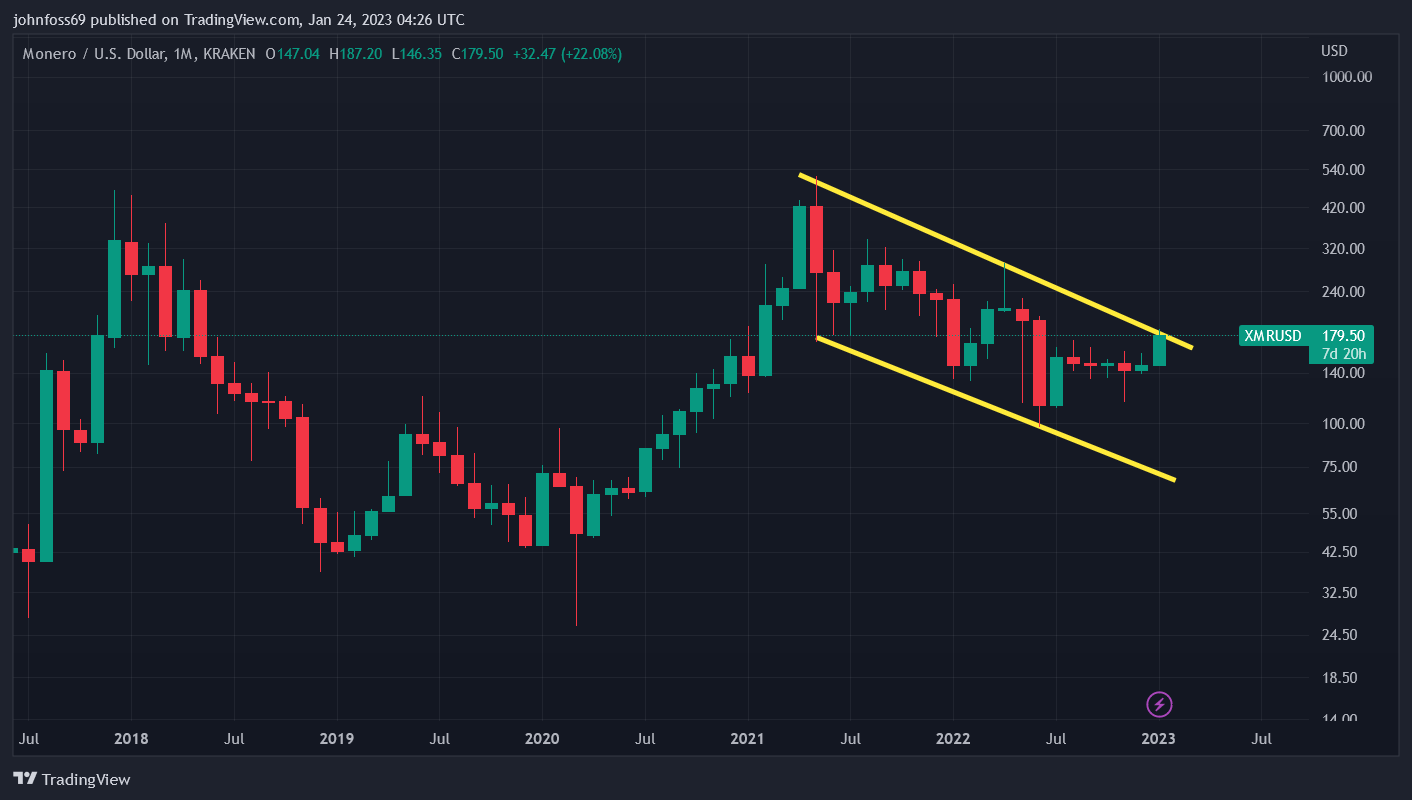 johnfoss69 published on TradingView.com, Jan 24, 2023 04:26 UTC
Monero / U.S. Dollar, 1M, KRAKEN O147.04 H187.20 L146.35 C179.50 +32.47 (+22.08%)
USD
1000.00
700.00
540.00
420.00
320.00
240.00
XMRUSD 179.50
7d 20h
140.00
100.00
75.00
55.00
42.50
32.50
24.50
18.50
14.00
Jul 2018 Jul 2019 Jul 2020 Jul 2021 Jul 2022 Jul 2023 Jul
TradingView